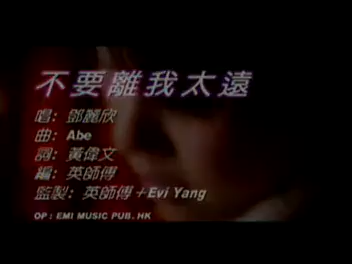 不要離我太遠
唱: 鄧麗欣
曲: Abe
詞: 黃偉文
編: 英師傅
監製: 英師傅+Evi Yang
OP : EMI MUSIC PUB. HK